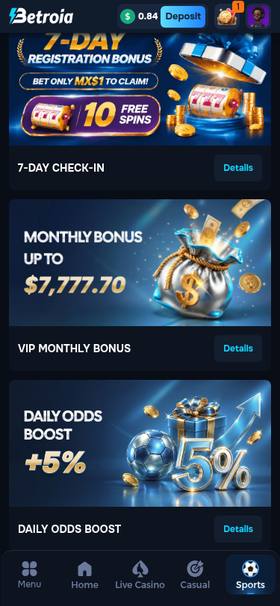 Betroia
$ 0.84 Deposit
1
7-DAY
REGISTRATION BONUS
BET ONLY MX$1 TO CLAIM!
10 FREE
SPINS
7-DAY CHECK-IN
Details
MONTHLY BONUS
UP TO
$7,777.70
$
VIP MONTHLY BONUS
Details
DAILY ODDS
BOOST
+5%
5%
DAILY ODDS BOOST
Details
Menu
Home
Live Casino
Casual
Sports